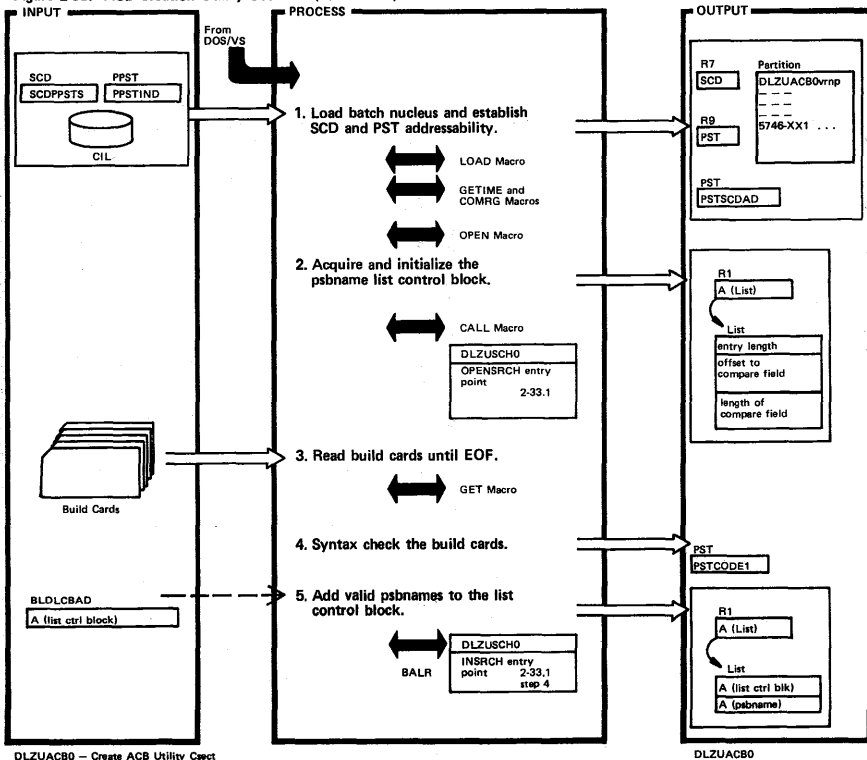 INPUT
SCD
PPST
SCDPPSTS
PPSTIND
CIL
Build Cards
BLDLCBAD
A (list ctrl block)
DLZUACB0 – Create ACB Utility Csect
PROCESS
From
DOS/VS
1. Load batch nucleus and establish
SCD and PST addressability.
LOAD Macro
GETIME and
COMRG Macros
OPEN Macro
2. Acquire and initialize the
psbname list control block.
CALL Macro
DLZUSCH0
OPENSRCH entry
point
2-33.1
3. Read build cards until EOF.
GET Macro
4. Syntax check the build cards.
5. Add valid psbnames to the list
control block.
BALR
DLZUSCH0
INSRCH entry
point 2-33.1
step 4
OUTPUT
R7
SCD
Partition
DLZUACB0vrnp
– – –
– – –
– – –
5746-XX1 . . .
R9
PST
PST
PSTSCDAD
R1
A (List)
List
entry length
offset to
compare field
length of
compare field
PST
PSTCODE1
R1
A (List)
List
A (list ctrl blk)
A (psbname)
DLZUACB0